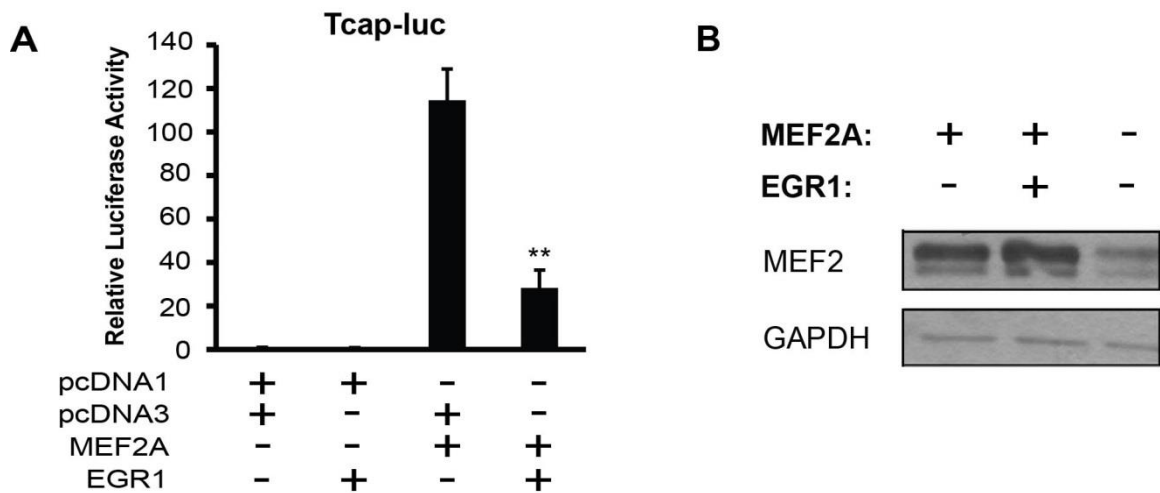 A
Tcap-luc
Relative Luciferase Activity
140
120
100
80
60
40
20
0
**
pcDNA1 + + - -
pcDNA3 + - + -
MEF2A - - + +
EGR1 - + - +
B
MEF2A: + + -
EGR1: - + -
MEF2
GAPDH